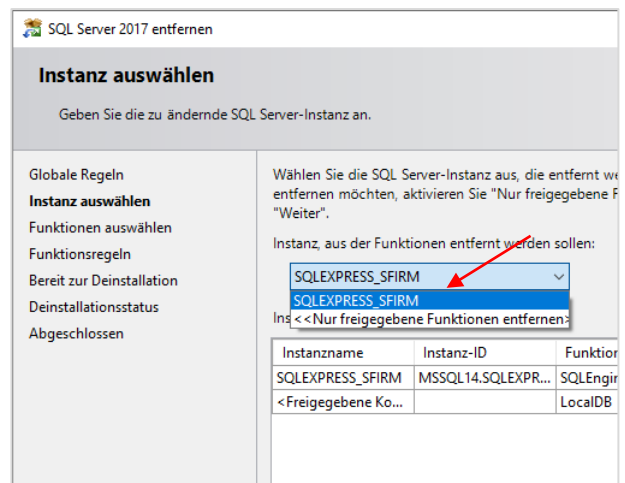 SQL Server 2017 entfernen
Instanz auswählen
Geben Sie die zu ändernde SQL Server-Instanz an.
Globale Regeln
Instanz auswählen
Funktionen auswählen
Funktionsregeln
Bereit zur Deinstallation
Deinstallationsstatus
Abgeschlossen
Wählen Sie die SQL Server-Instanz aus, die entfernt we
entfernen möchten, aktivieren Sie "Nur freigegebene F
"Weiter".
Instanz, aus der Funktionen entfernt werden sollen:
SQLEXPRESS_SFIRM
SQLEXPRESS_SFIRM
<<Nur freigegebene Funktionen entfernen>
Ins
Instanzname Instanz-ID Funktion
SQLEXPRESS_SFIRM MSSQL14.SQLEXPR... SQLEngin
<Freigegebene Ko... LocalDB